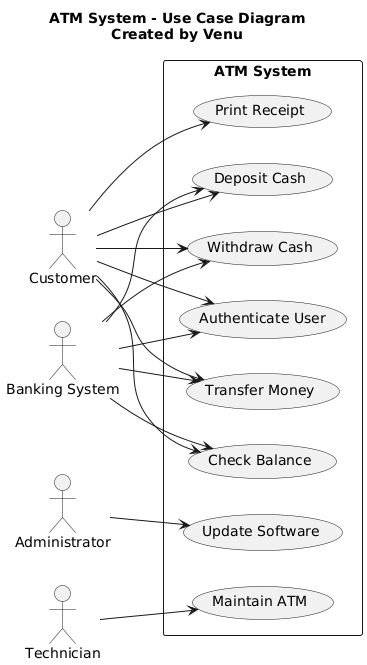 ATM System - Use Case Diagram
Created by Venu
ATM System
Print Receipt
Deposit Cash
Withdraw Cash
Customer
Authenticate User
Banking System
Transfer Money
Check Balance
Administrator
Update Software
Maintain ATM
Technician